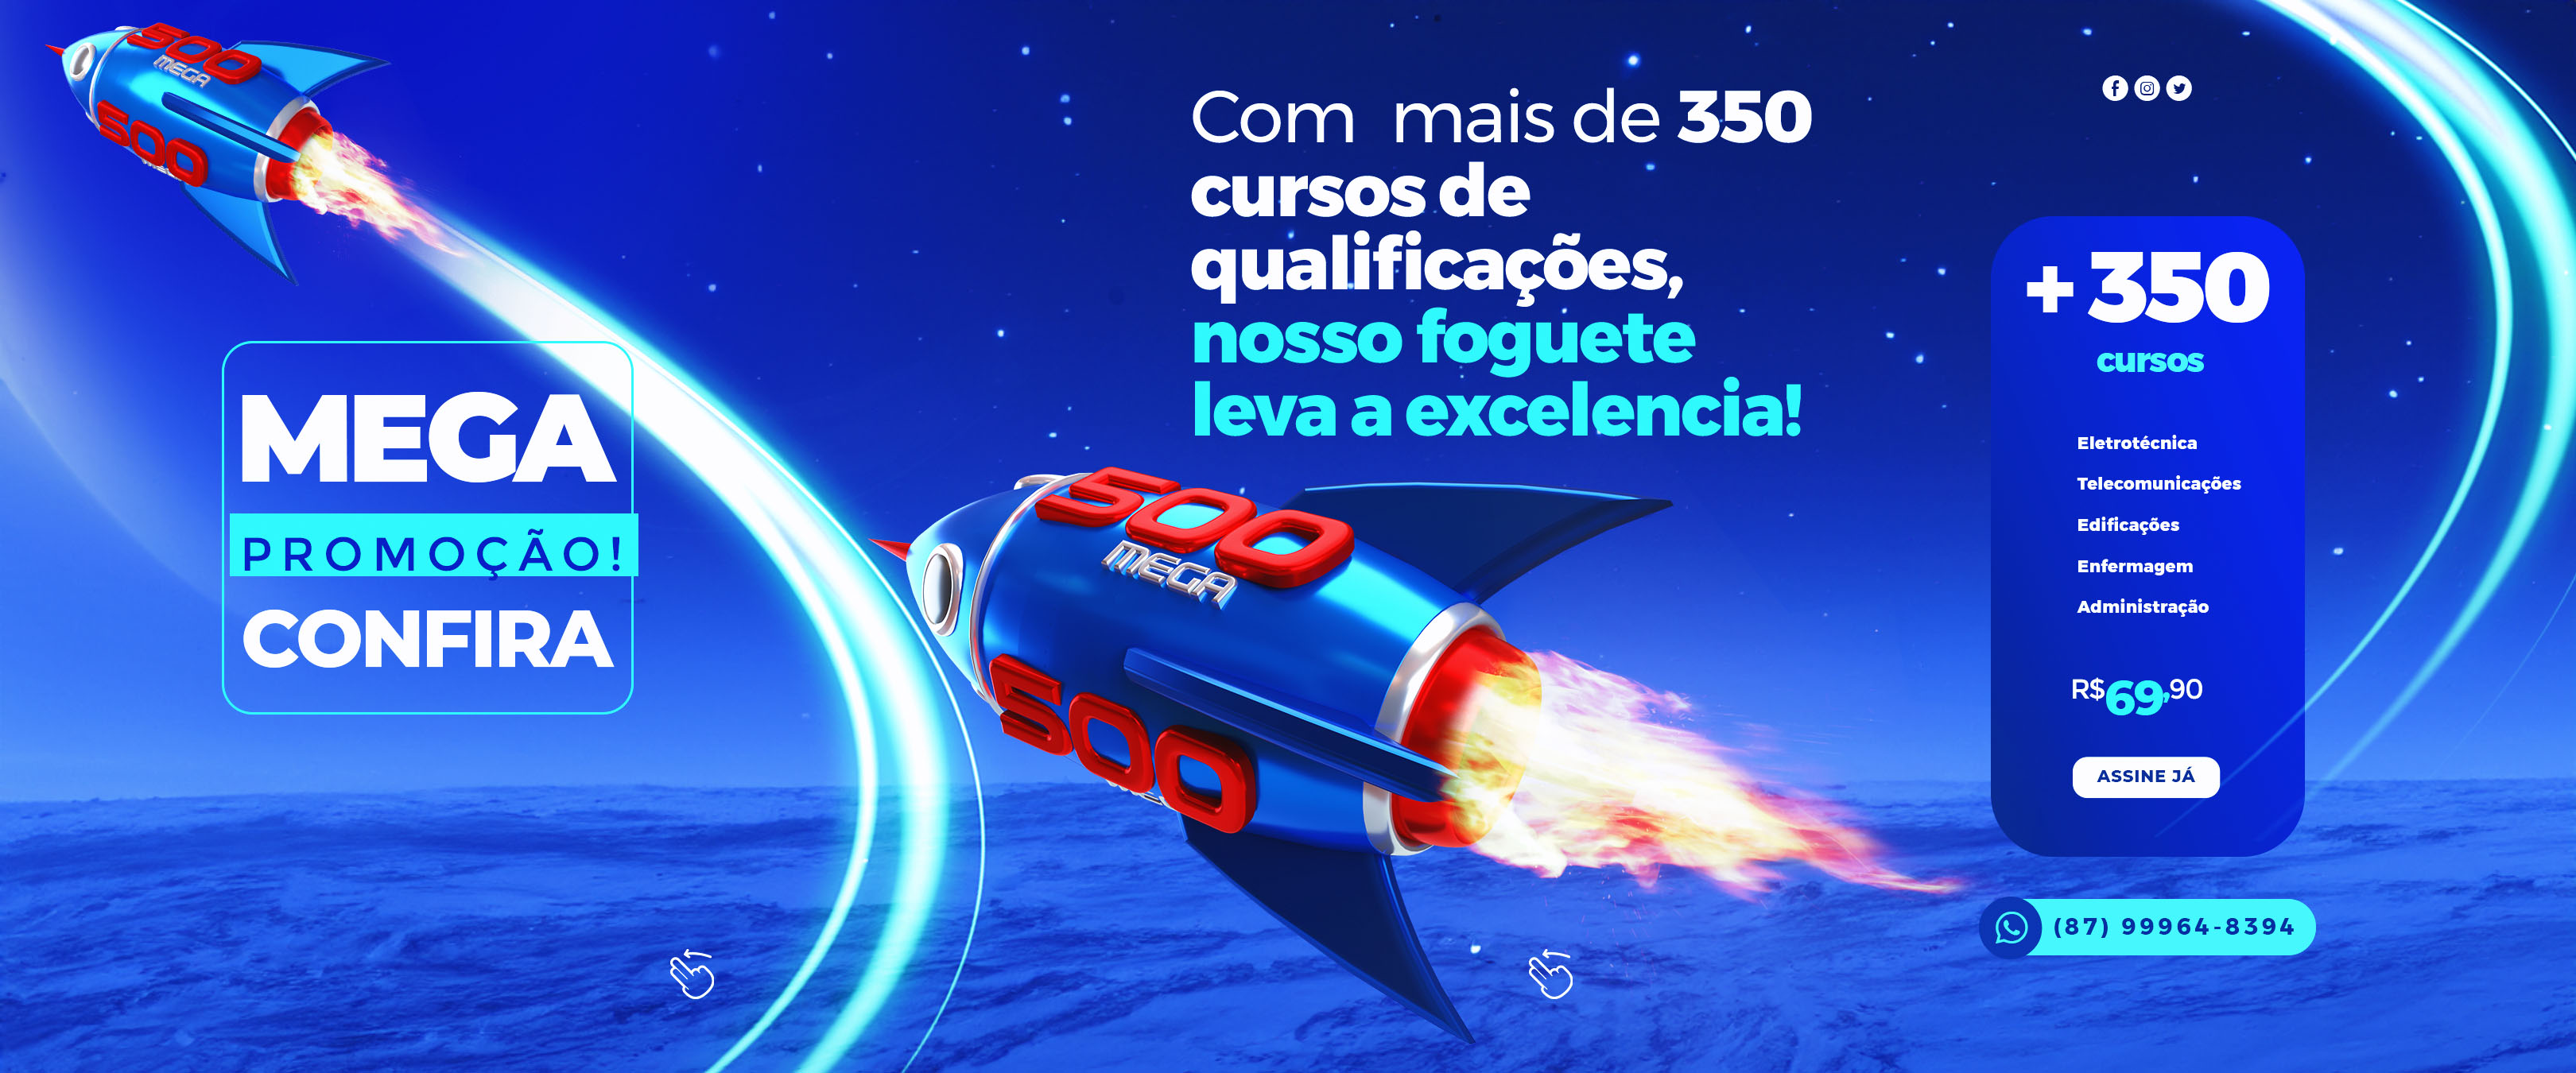 500
MEGA
500
MEGA
PROMOÇÃO!
CONFIRA
Com mais de 350
cursos de
qualificações,
nosso foguete
leva a excelencia!
500
MEGA
500
+ 350
cursos
Eletrotécnica
Telecomunicações
Edificações
Enfermagem
Administração
R$69,90
ASSINE JÁ
(87) 99964-8394